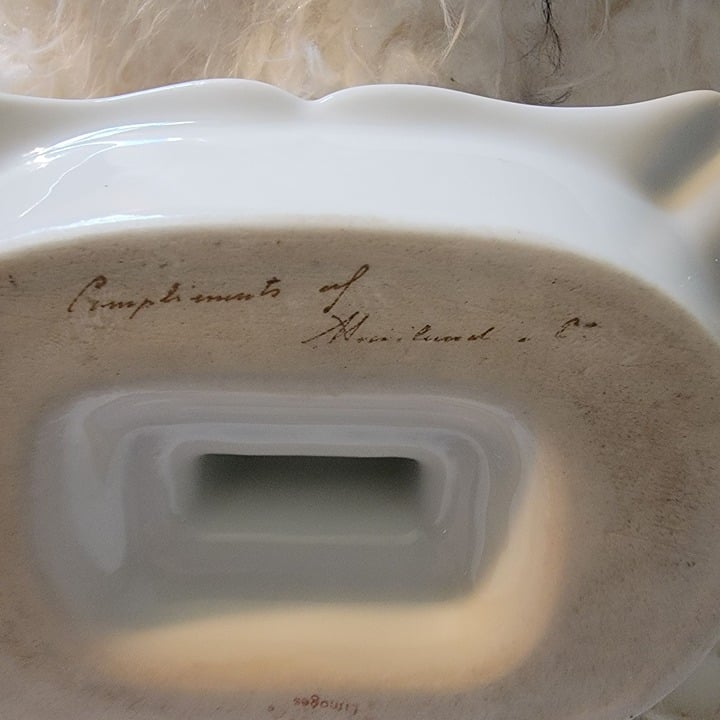 Compliments of
Haviland & Co
Limoges